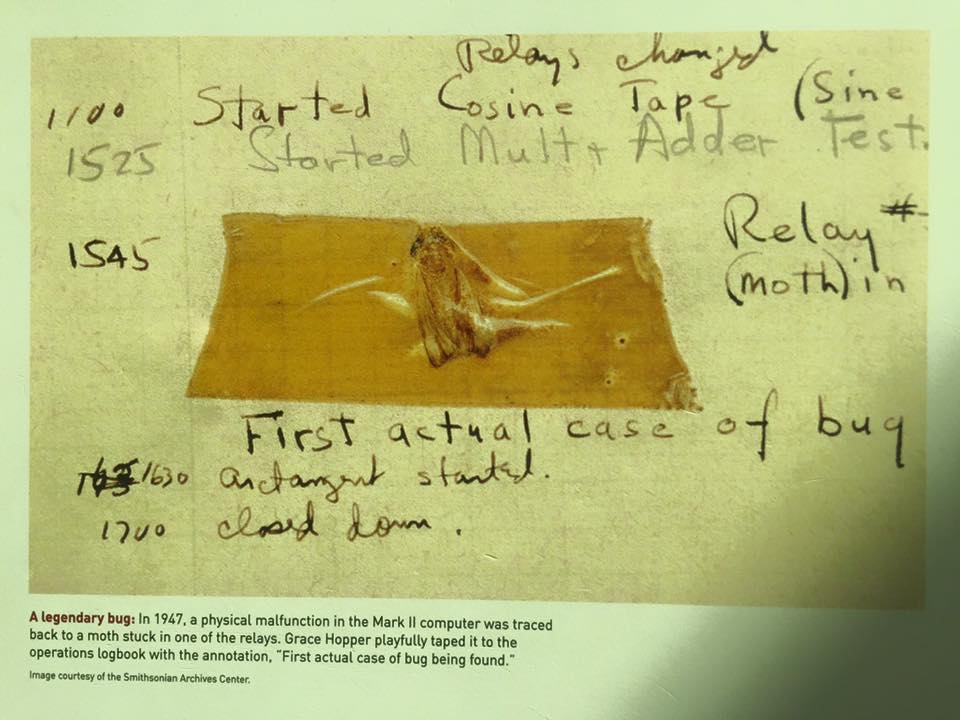 Relays changed
1100 Started Cosine Tape (Sine
1525 Started Mult+ Adder Test.
1545 Relay #
(moth) in
First actual case of bug
1630 arctangent started.
1700 closed down.
A legendary bug: In 1947, a physical malfunction in the Mark II computer was traced
back to a moth stuck in one of the relays. Grace Hopper playfully taped it to the
operations logbook with the annotation, "First actual case of bug being found."
Image courtesy of the Smithsonian Archives Center.